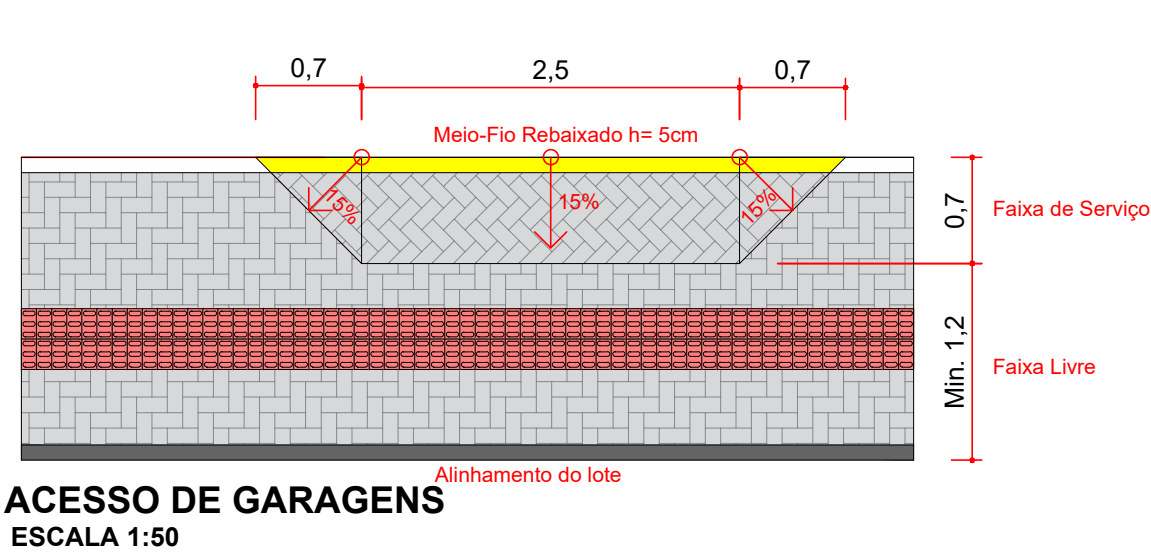 0,7
2,5
0,7
Meio-Fio Rebaixado h= 5cm
15%
15%
15%
0,7
Faixa de Serviço
Min. 1,2
Faixa Livre
Alinhamento do lote
ACESSO DE GARAGENS
ESCALA 1:50